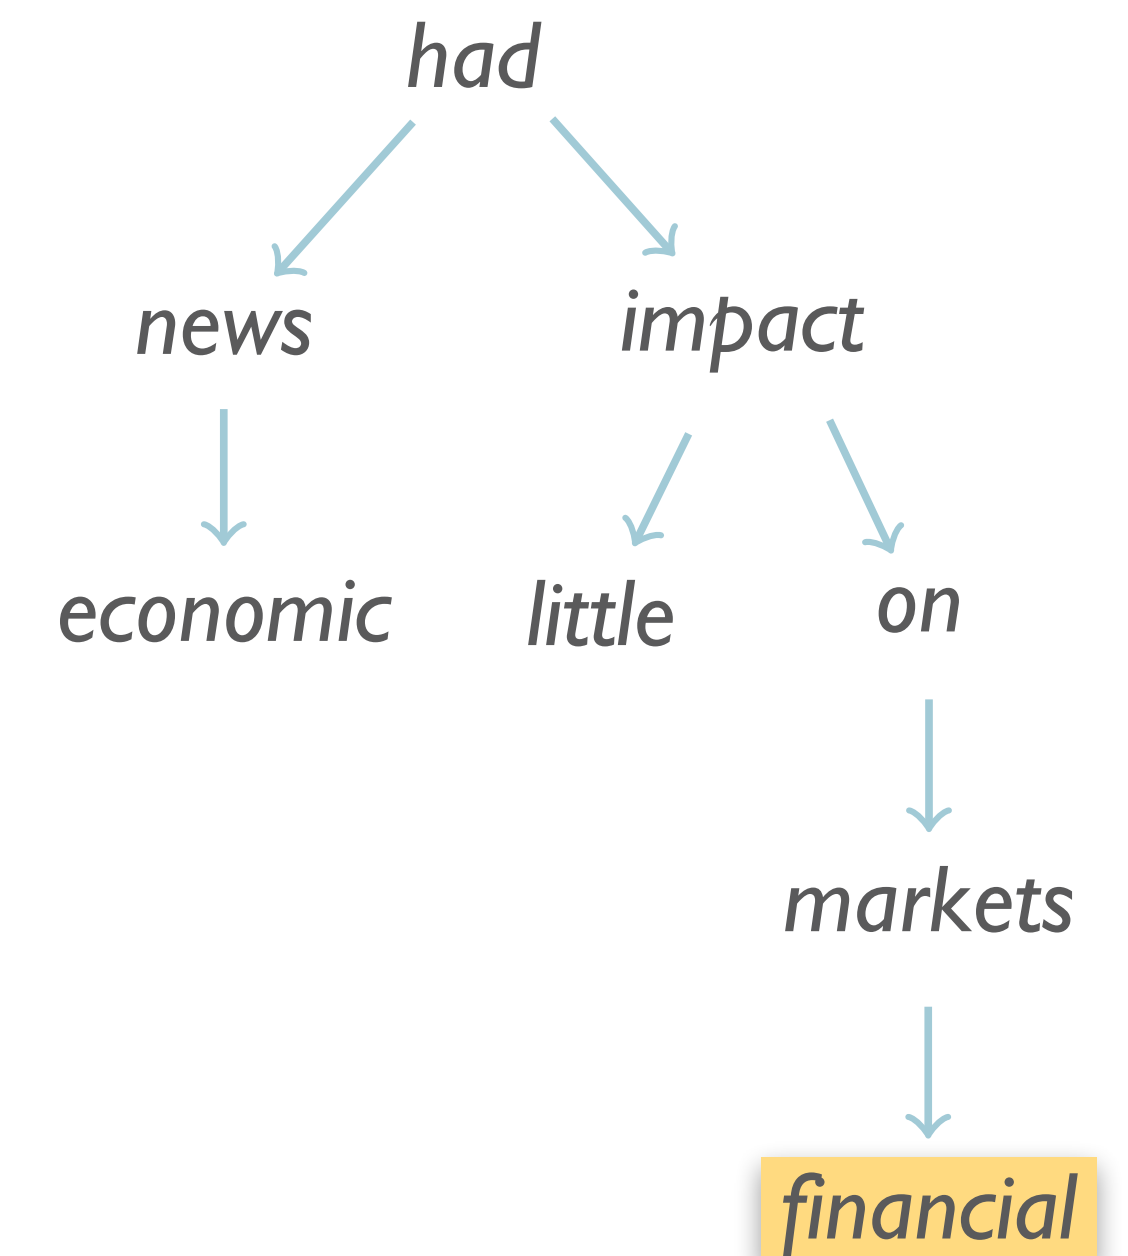 had
news impact
economic little on
markets
financial